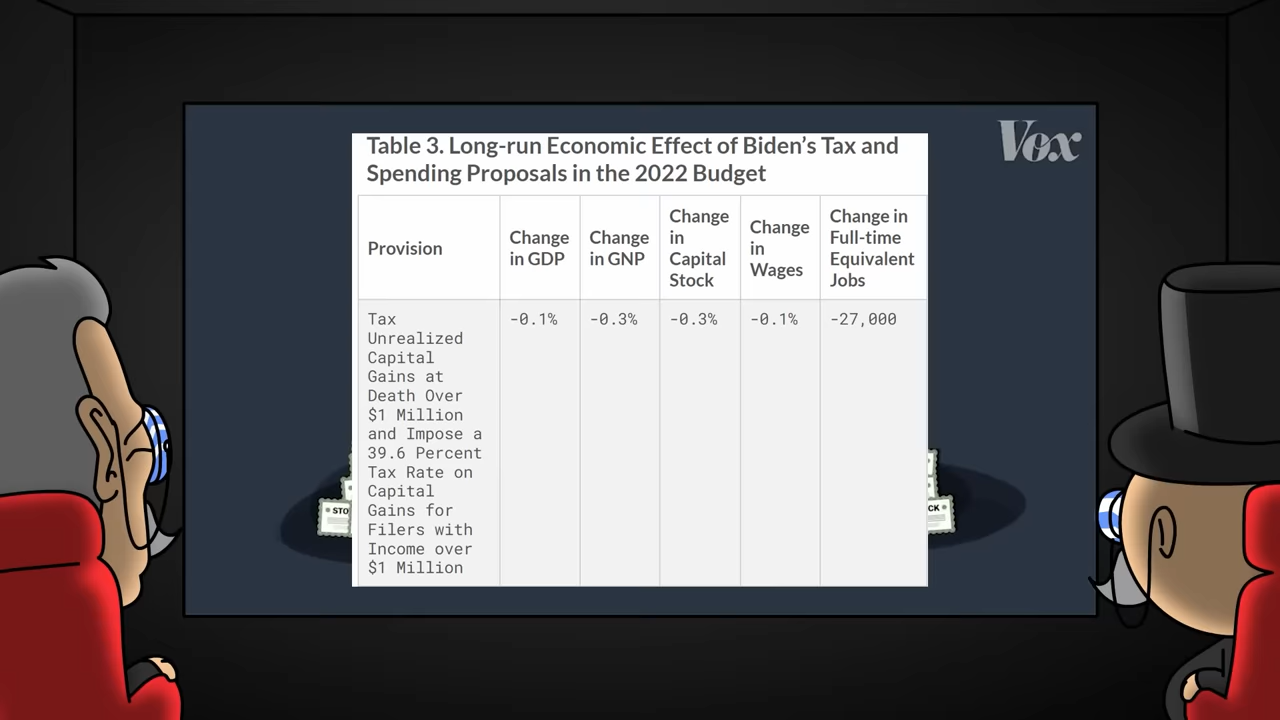 Vox
Table 3. Long-run Economic Effect of Biden's Tax and
Spending Proposals in the 2022 Budget
Provision
Change
in GDP
Change
in GNP
Change
in
Capital
Stock
Change
in
Wages
Change in
Full-time
Equivalent
Jobs
Tax
Unrealized
Capital
Gains at
Death Over
$1 Million
and Impose a
39.6 Percent
Tax Rate on
Capital
Gains for
Filers with
Income over
$1 Million
-0.1%
-0.3%
-0.3%
-0.1%
-27,000
STO
CK